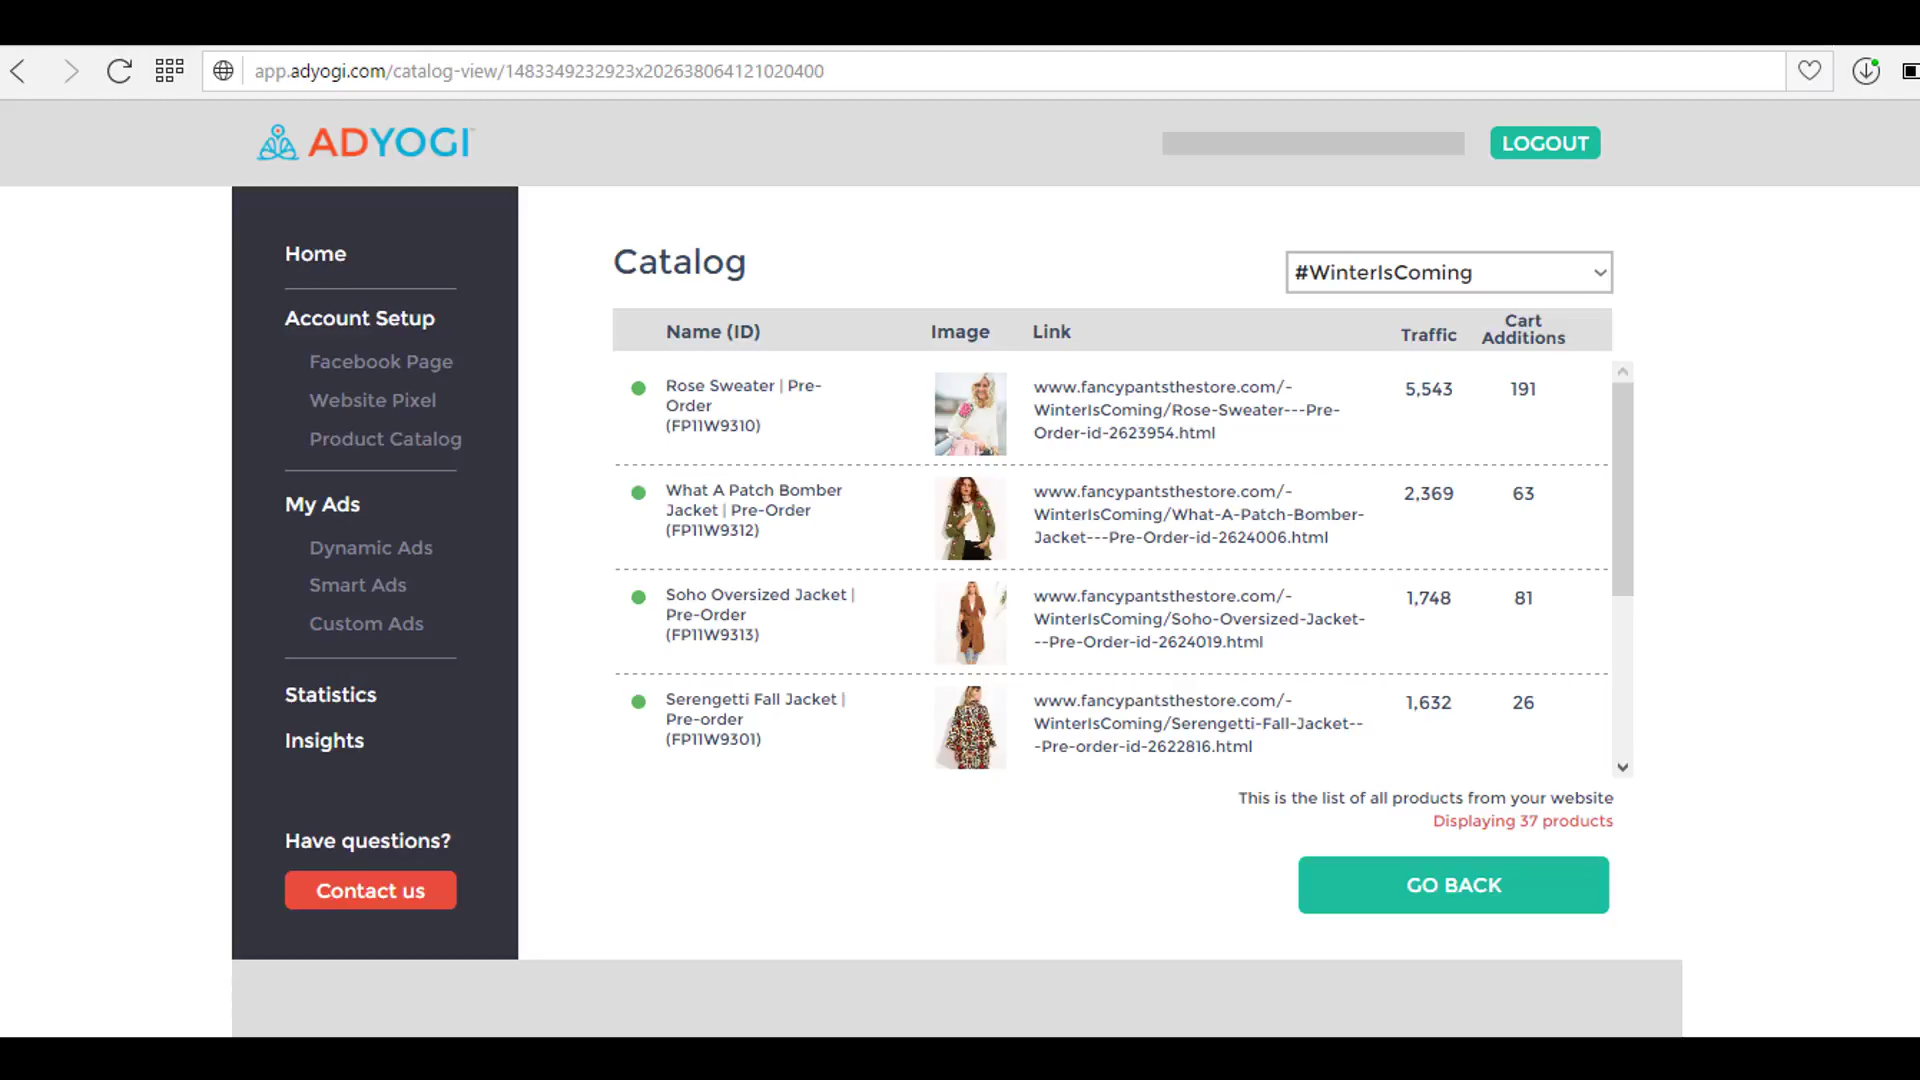 app.adyogi.com/catalog-view/1483349232923x202638064121020400
ADYOGI
LOGOUT
Home
Account Setup
Facebook Page
Website Pixel
Product Catalog
My Ads
Dynamic Ads
Smart Ads
Custom Ads
Statistics
Insights
Have questions?
Contact us
Catalog
#WinterIsComing
Name (ID)
Image
Link
Traffic
Cart
Additions
Rose Sweater | Pre-
Order
(FP11W9310)
www.fancypantsthestore.com/-
WinterIsComing/Rose-Sweater---Pre-
Order-id-2623954.html
5,543
191
What A Patch Bomber
Jacket | Pre-Order
(FP11W9312)
www.fancypantsthestore.com/-
WinterIsComing/What-A-Patch-Bomber-
Jacket---Pre-Order-id-2624006.html
2,369
63
Soho Oversized Jacket |
Pre-Order
(FP11W9313)
www.fancypantsthestore.com/-
WinterIsComing/Soho-Oversized-Jacket-
--Pre-Order-id-2624019.html
1,748
81
Serengetti Fall Jacket |
Pre-order
(FP11W9301)
www.fancypantsthestore.com/-
WinterIsComing/Serengetti-Fall-Jacket--
-Pre-order-id-2622816.html
1,632
26
This is the list of all products from your website
Displaying 37 products
GO BACK